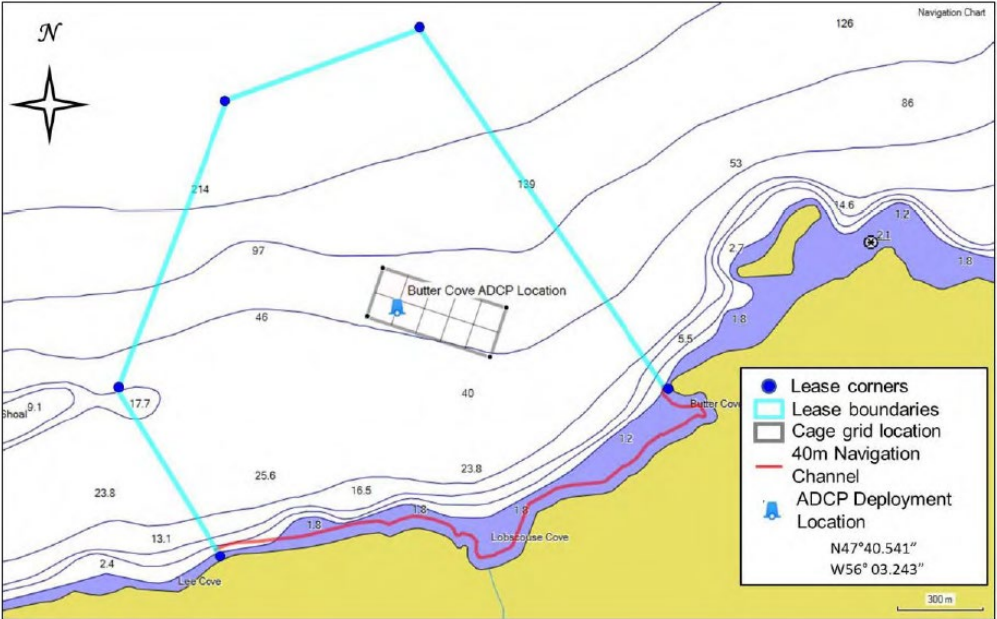 Navigation Chart
N
126
86
53
214
139
14.6
1.2
2.1
2.7
1.8
97
Butter Cove ADCP Location
46
1.8
5.5
40
9.1
Shoal
17.7
Butter Cov
1.2
23.8
25.6
16.5
23.8
1.8
1.8
1.8
13.1
Lobscouse Cove
2.4
Lee Cove
Lease corners
Lease boundaries
Cage grid location
40m Navigation
Channel
ADCP Deployment
Location
N47°40.541"
W56° 03.243"
300 m